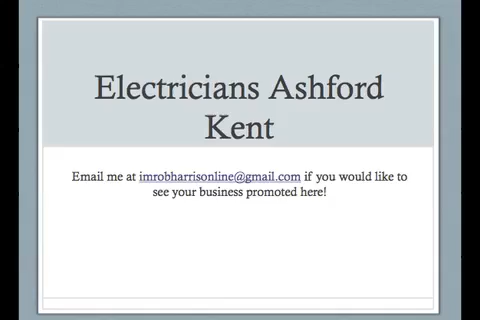 Electricians Ashford
Kent
Email me at imrobharrisonline@gmail.com if you would like to
see your business promoted here!